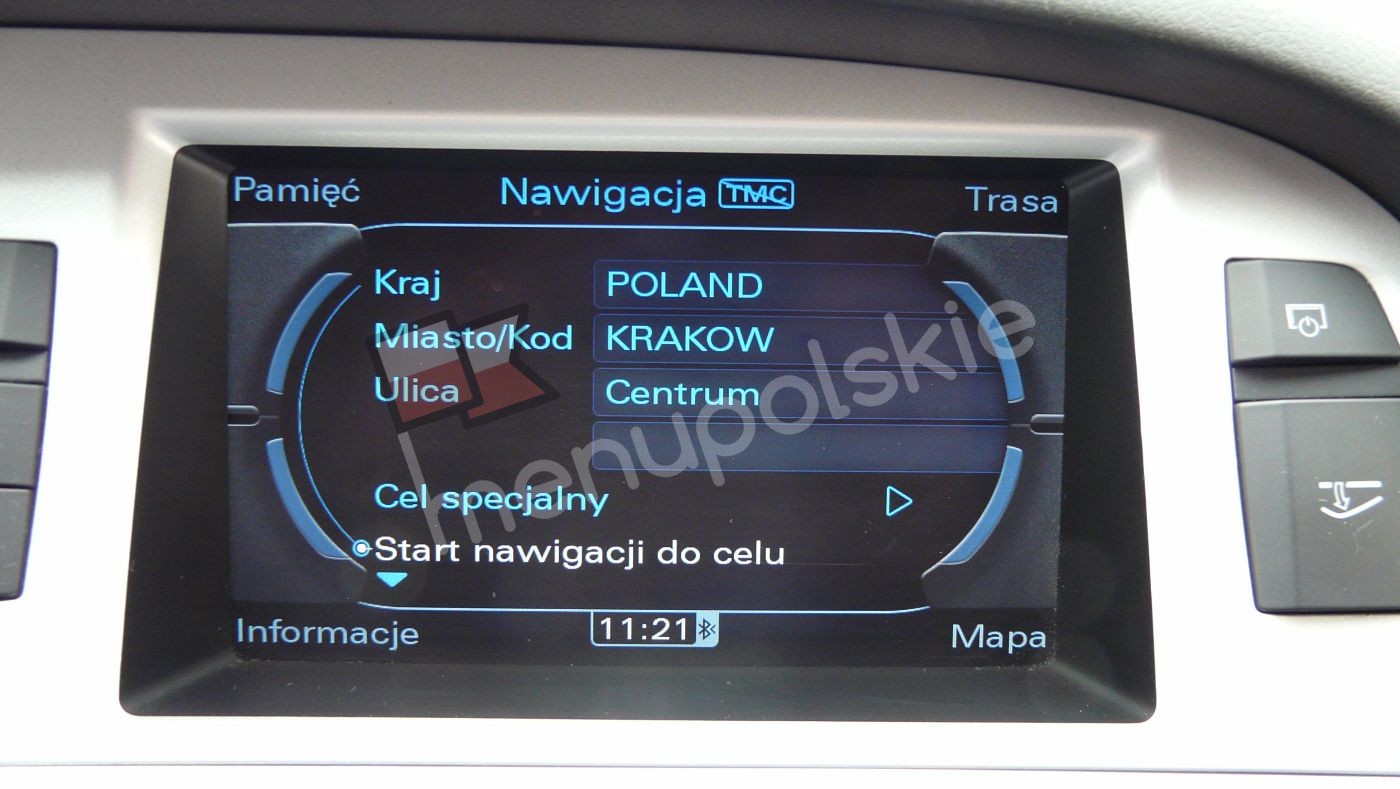 Pamięć Nawigacja TMC Trasa
Kraj POLAND
Miasto/Kod KRAKOW
Ulica Centrum
Cel specjalny
Start nawigacji do celu
Informacje 11:21 Mapa
menupolskie